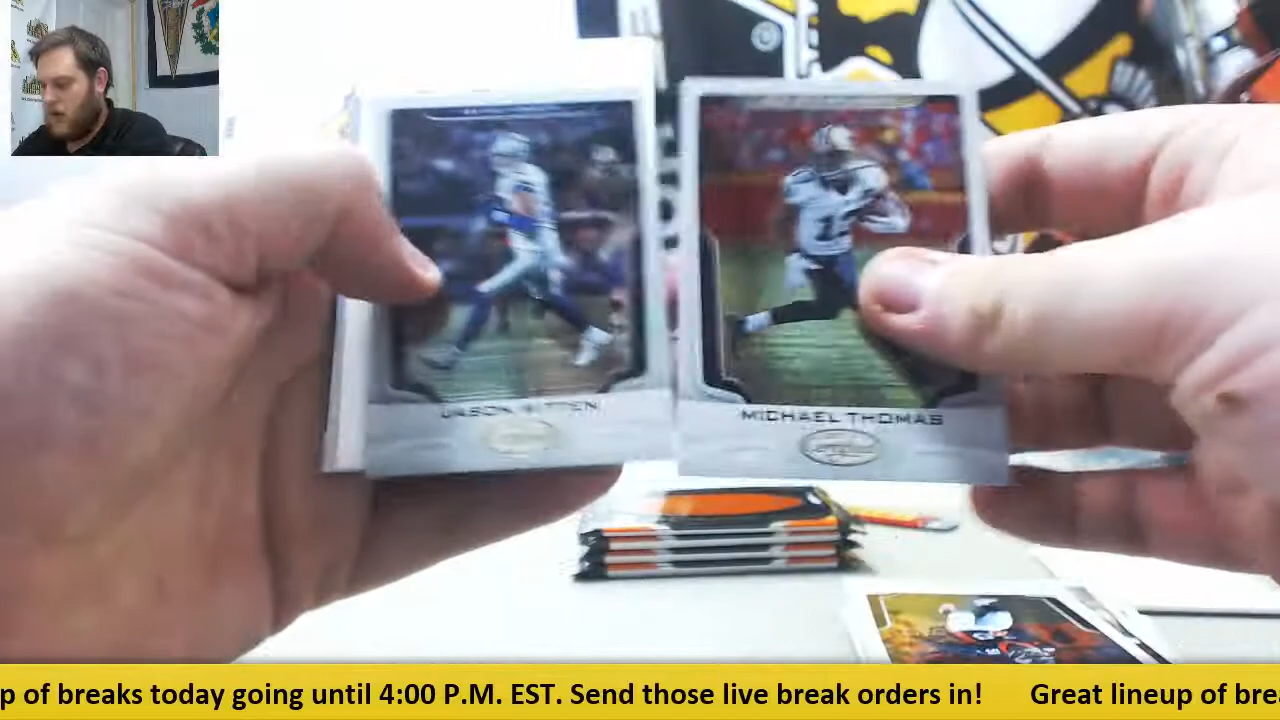 JASON WITTEN
MICHAEL THOMAS
13
p of breaks today going until 4:00 P.M. EST. Send those live break orders in! Great lineup of brea